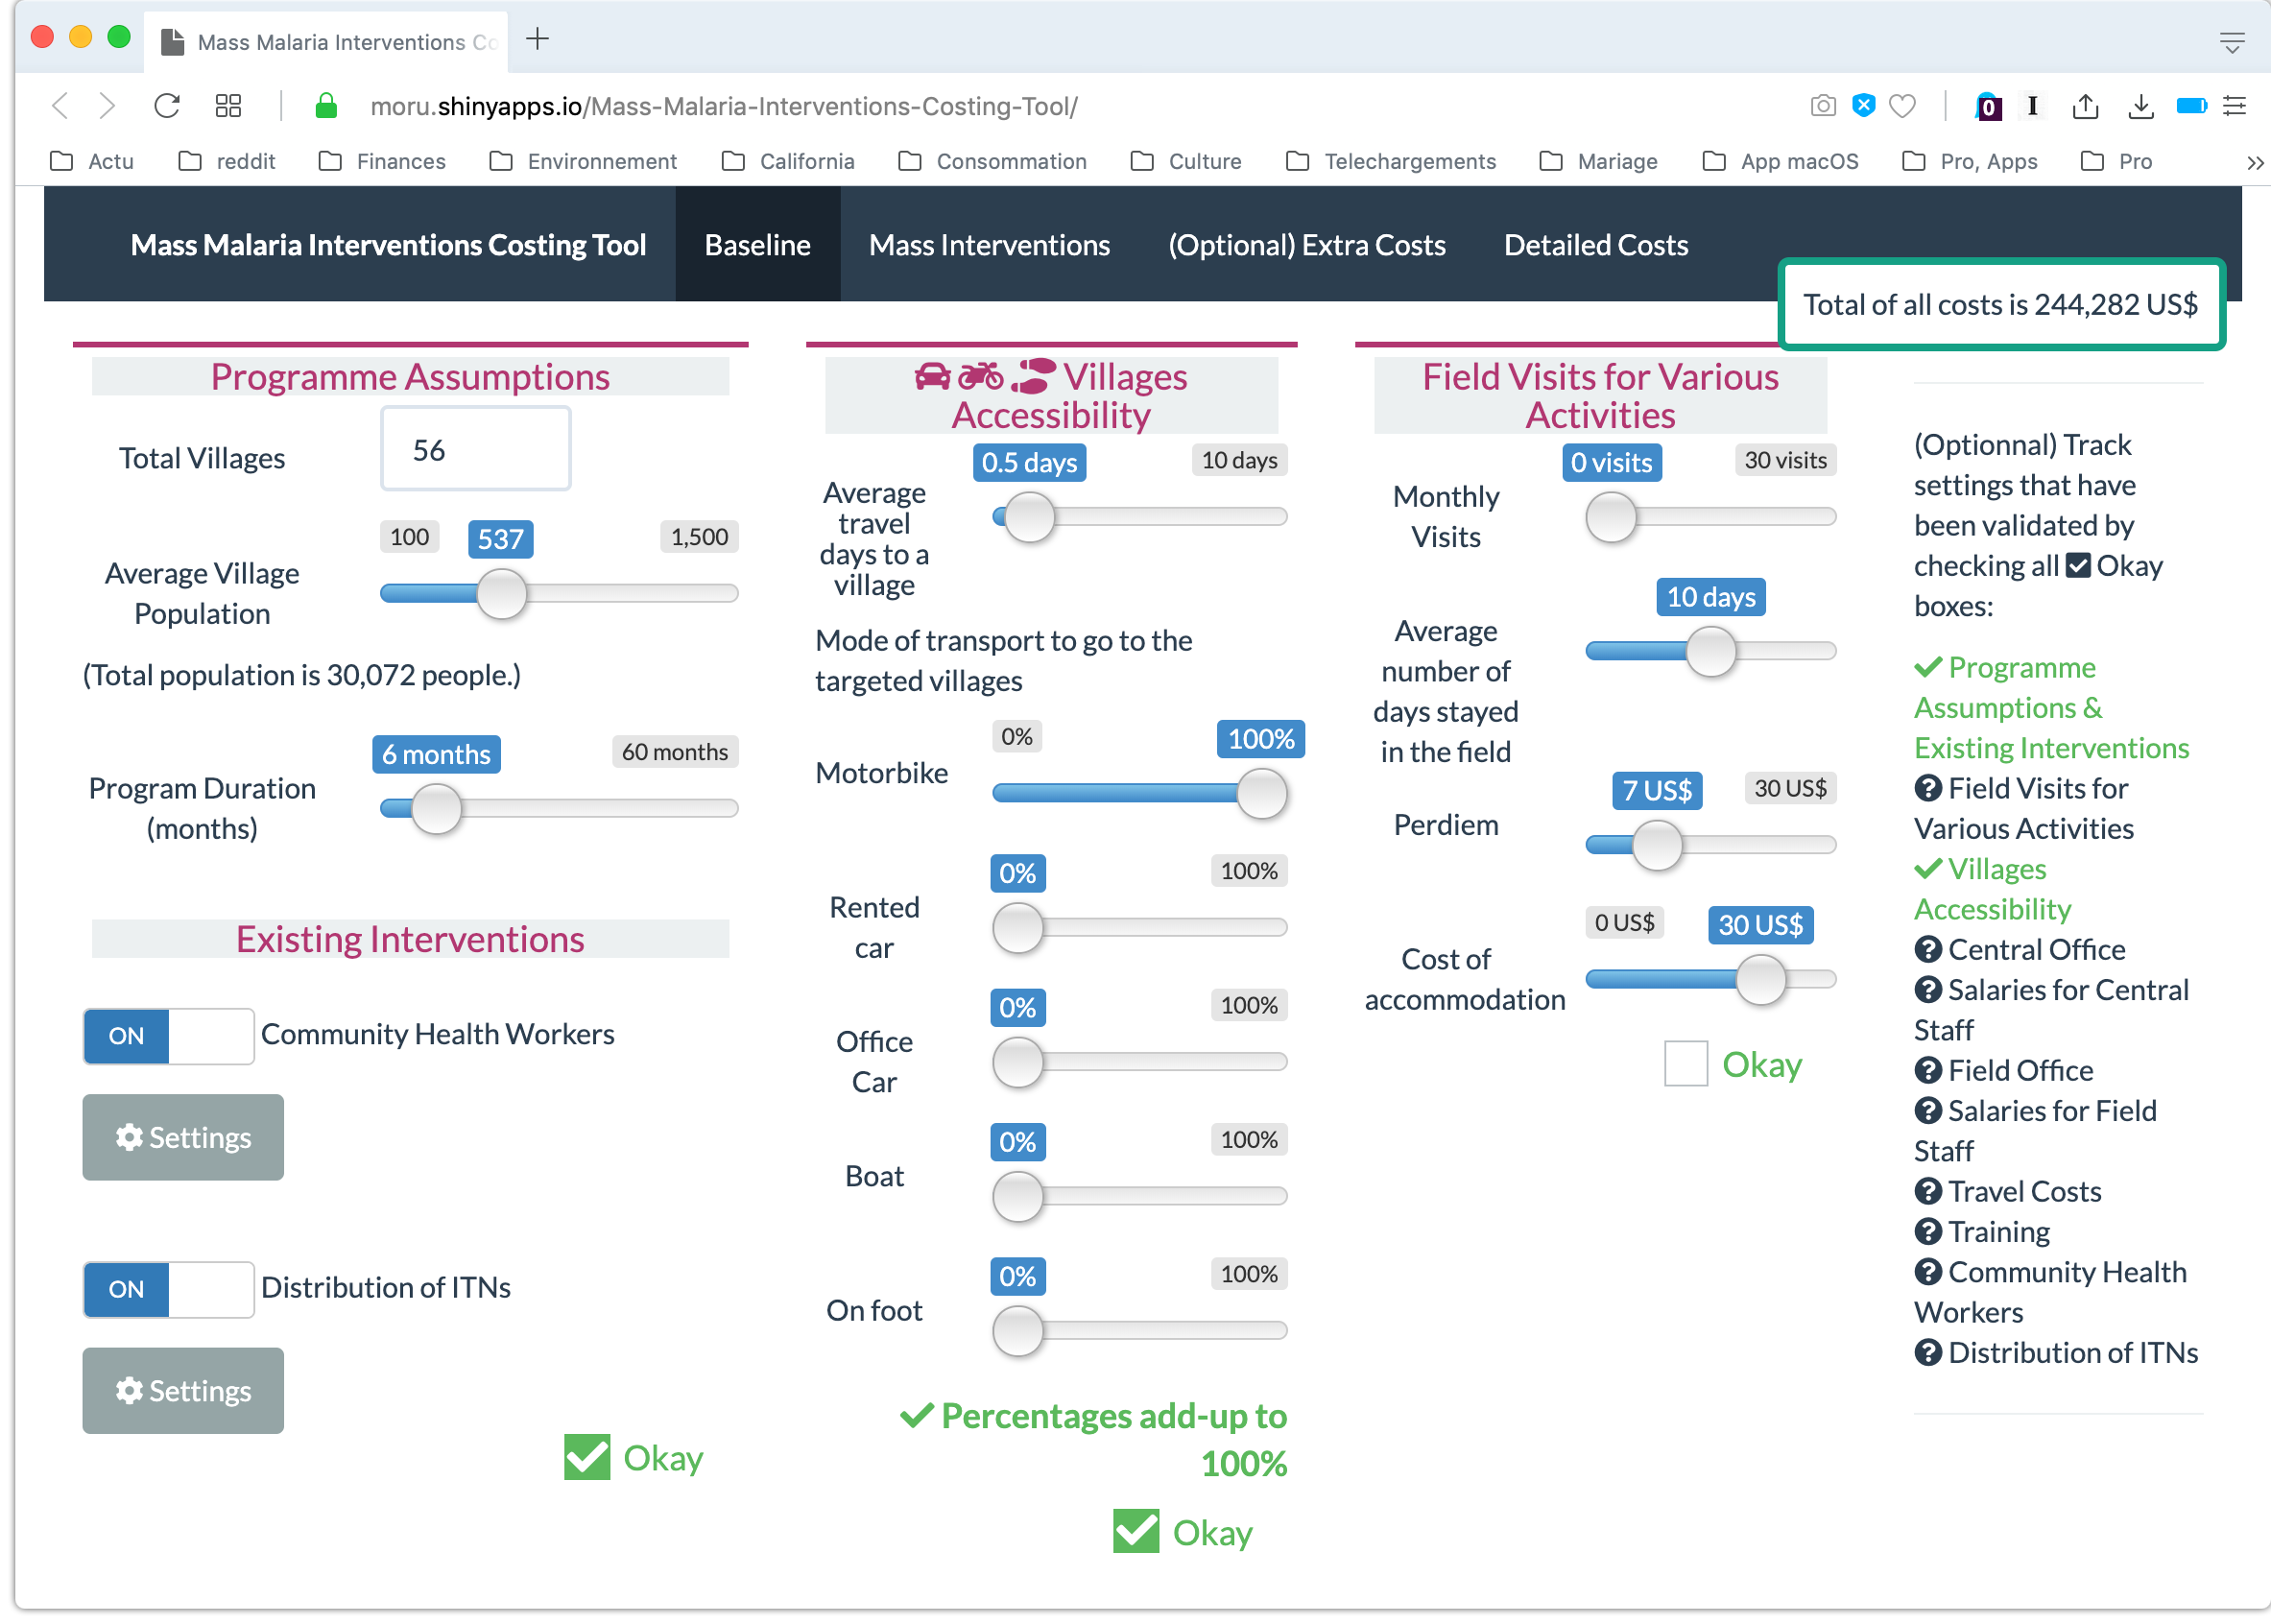 Mass Malaria Interventions Co
moru.shinyapps.io/Mass-Malaria-Interventions-Costing-Tool/
Actu reddit Finances Environnement California Consommation Culture Telechargements Mariage App macOS Pro, Apps Pro
Mass Malaria Interventions Costing Tool Baseline Mass Interventions (Optional) Extra Costs Detailed Costs
Total of all costs is 244,282 US$
Programme Assumptions
Total Villages
56
100 537 1,500
Average Village
Population
(Total population is 30,072 people.)
6 months 60 months
Program Duration
(months)
Existing Interventions
ON Community Health Workers
Settings
ON Distribution of ITNs
Settings
Okay
Villages
Accessibility
0.5 days 10 days
Average
travel
days to a
village
Mode of transport to go to the
targeted villages
0% 100%
Motorbike
0% 100%
Rented
car
0% 100%
Office
Car
0% 100%
Boat
0% 100%
On foot
Percentages add-up to
100%
Okay
Field Visits for Various
Activities
0 visits 30 visits
Monthly
Visits
10 days
Average
number of
days stayed
in the field
7 US$ 30 US$
Perdiem
0 US$ 30 US$
Cost of
accommodation
Okay
(Optionnal) Track
settings that have
been validated by
checking all Okay
boxes:
Programme
Assumptions &
Existing Interventions
Field Visits for
Various Activities
Villages
Accessibility
Central Office
Salaries for Central
Staff
Field Office
Salaries for Field
Staff
Travel Costs
Training
Community Health
Workers
Distribution of ITNs